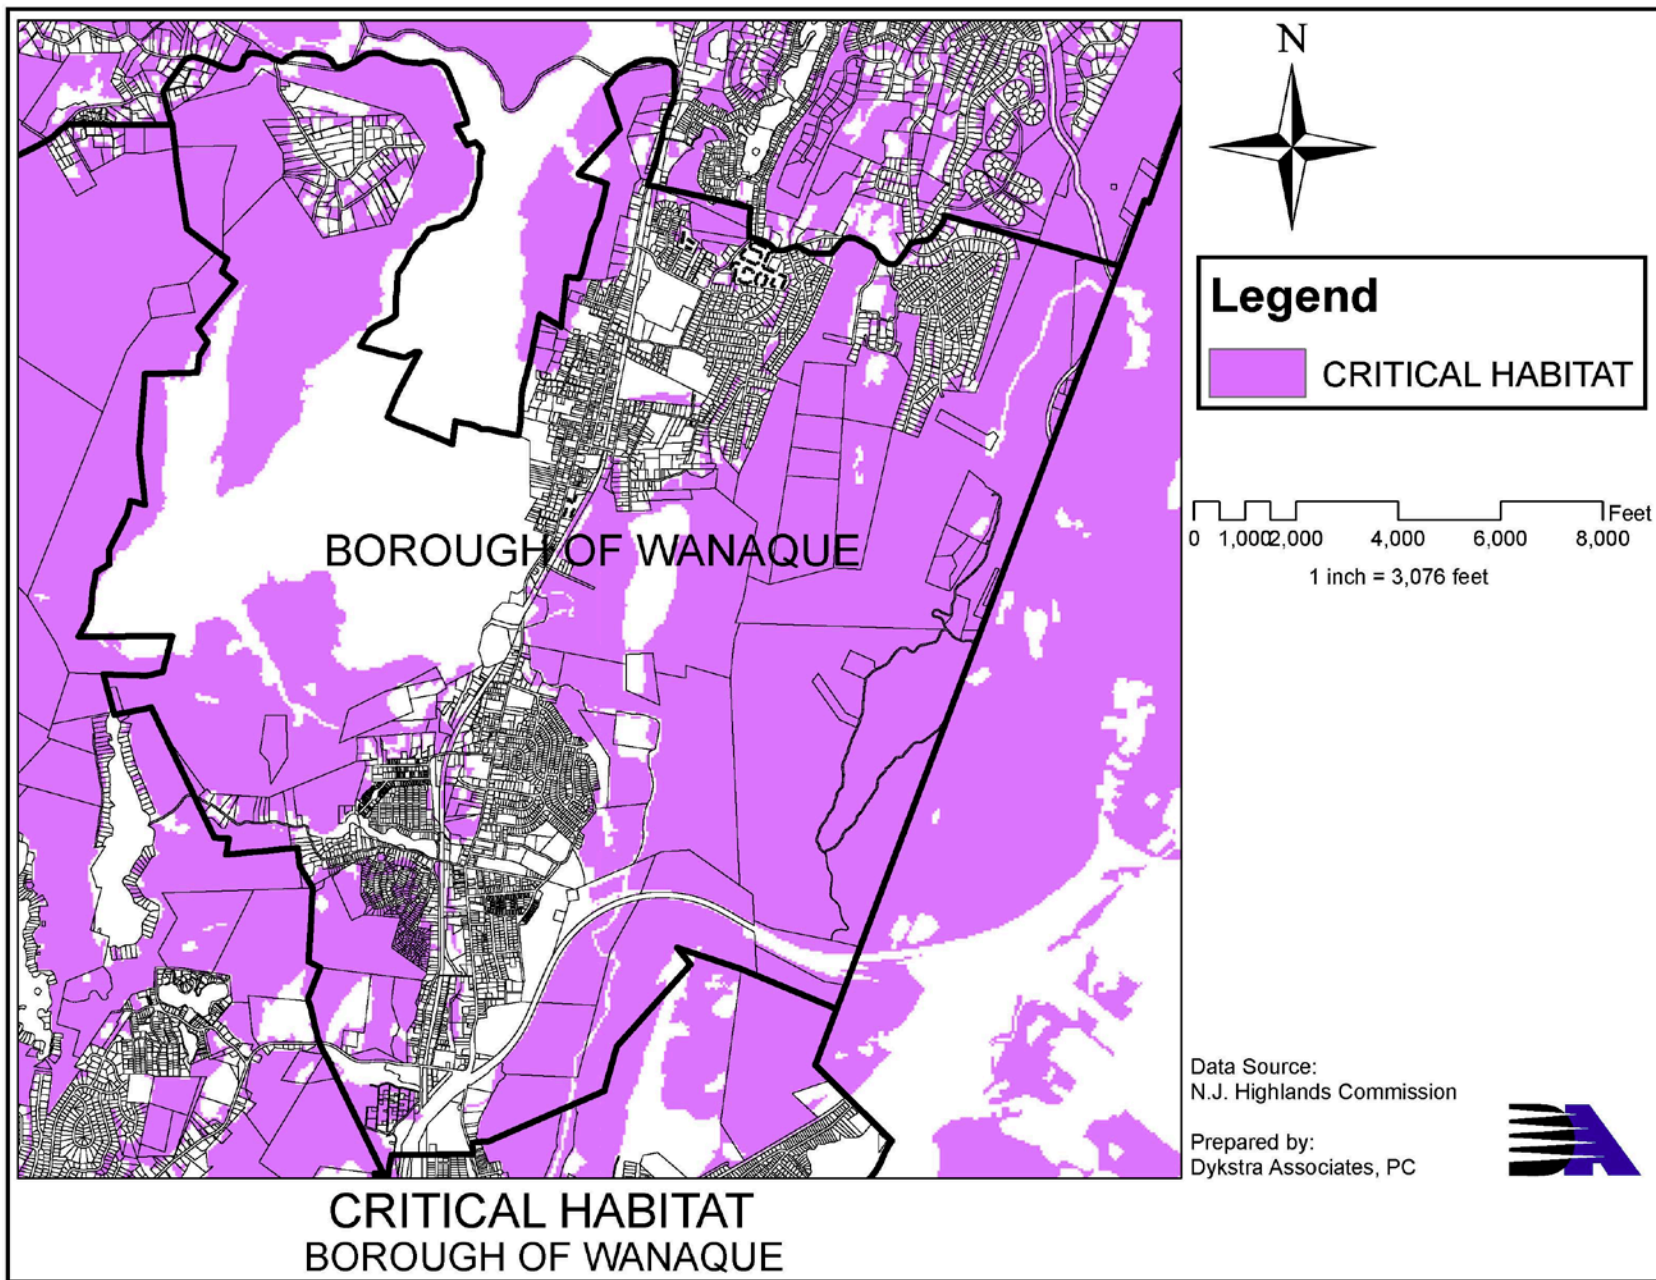 N
Legend
CRITICAL HABITAT
BOROUGH OF WANAQUE
Feet
0 1,000 2,000 4,000 6,000 8,000
1 inch = 3,076 feet
Data Source:
N.J. Highlands Commission
Prepared by:
Dykstra Associates, PC
DA
CRITICAL HABITAT
BOROUGH OF WANAQUE